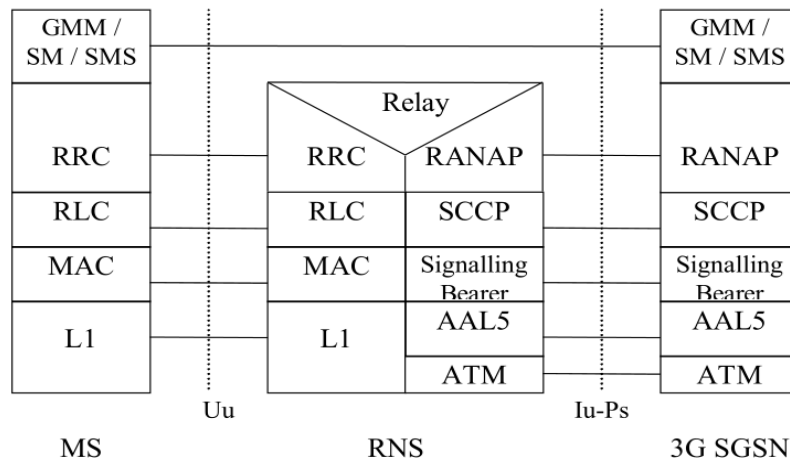 GMM /
SM / SMS
GMM /
SM / SMS
Relay
RRC
RRC
RANAP
RANAP
RLC
RLC
SCCP
SCCP
MAC
MAC
Signalling
Bearer
Signalling
Bearer
L1
L1
AAL5
AAL5
ATM
ATM
Uu
Iu-Ps
MS
RNS
3G SGSN